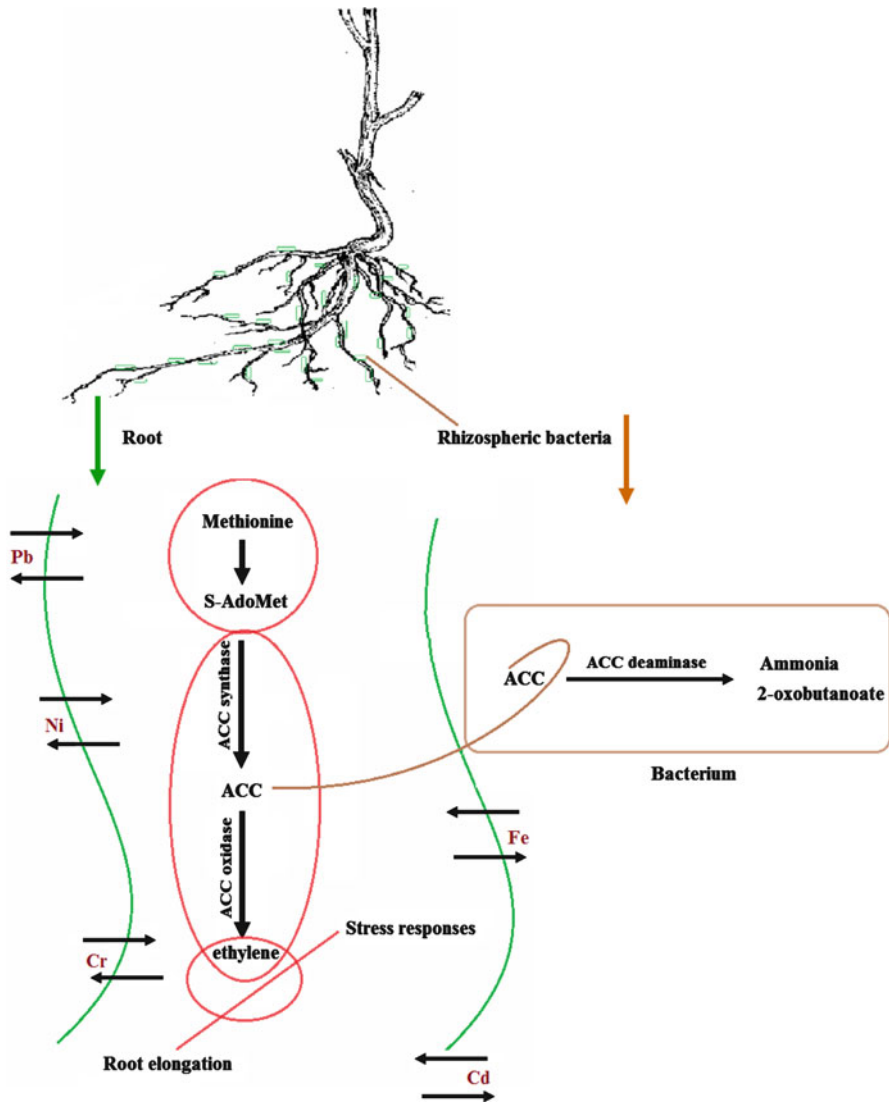 Root
Rhizospheric bacteria
Methionine
Pb
S-AdoMet
ACC synthase
ACC
ACC deaminase
Ammonia
2-oxobutanoate
Ni
Bacterium
ACC
Fe
ACC oxidase
Stress responses
ethylene
Cr
Root elongation
Cd